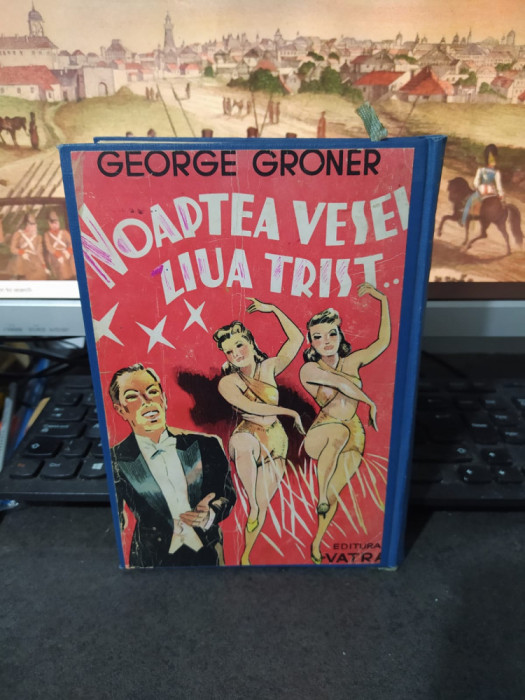 GEORGE GRONER
NOAPTEA VESEL
ZIUA TRIST..
EDITURA
VATRA